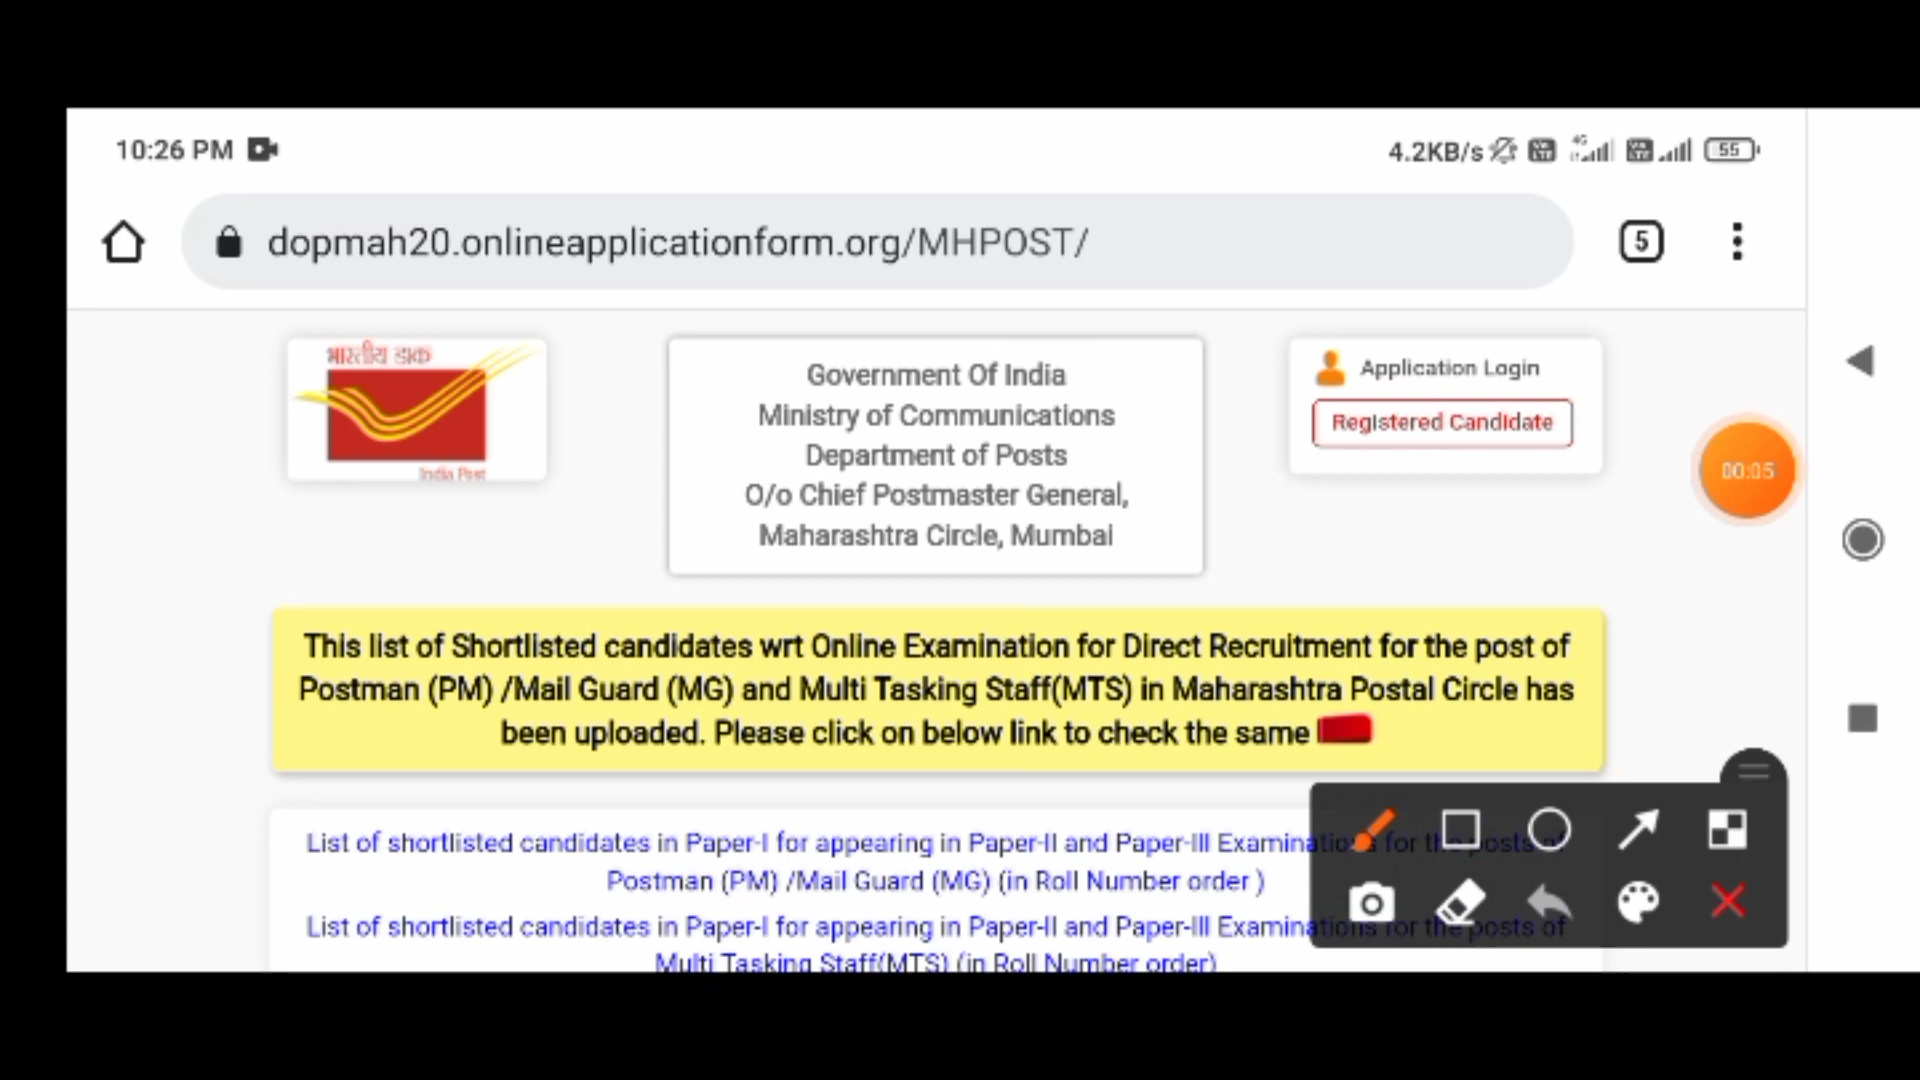 10:26 PM
4.2KB/s 4G 55
dopmah20.onlineapplicationform.org/MHPOST/
5
भारतीय डाक
India Post
Government Of India
Ministry of Communications
Department of Posts
O/o Chief Postmaster General,
Maharashtra Circle, Mumbai
Application Login
Registered Candidate
00:05
This list of Shortlisted candidates wrt Online Examination for Direct Recruitment for the post of
Postman (PM) /Mail Guard (MG) and Multi Tasking Staff(MTS) in Maharashtra Postal Circle has
been uploaded. Please click on below link to check the same
List of shortlisted candidates in Paper-I for appearing in Paper-II and Paper-III Examinations for the posts of
Postman (PM) /Mail Guard (MG) (in Roll Number order )
List of shortlisted candidates in Paper-I for appearing in Paper-II and Paper-III Examinations for the posts of
Multi Tasking Staff(MTS) (in Roll Number order)